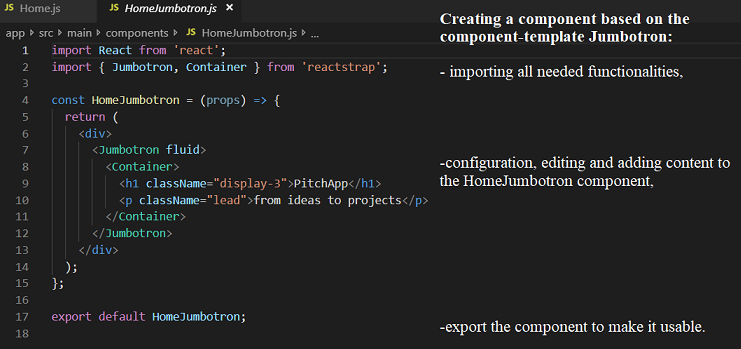 JS Home.js JS HomeJumbotron.js ×
app > src > main > components > JS HomeJumbotron.js > ...
1 import React from 'react';
2 import { Jumbotron, Container } from 'reactstrap';
3
4 const HomeJumbotron = (props) => {
5 return (
6 <div>
7 <Jumbotron fluid>
8 <Container>
9 <h1 className="display-3">PitchApp</h1>
10 <p className="lead">from ideas to projects</p>
11 </Container>
12 </Jumbotron>
13 </div>
14 );
15 };
16
17 export default HomeJumbotron;
18
Creating a component based on the
component-template Jumbotron:
- importing all needed functionalities,
-configuration, editing and adding content to
the HomeJumbotron component,
-export the component to make it usable.